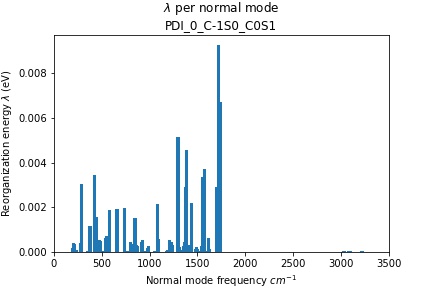 λ per normal mode
PDI_0_C-1S0_C0S1
Reorganization energy λ (eV)
0.008
0.006
0.004
0.002
0.000
0 500 1000 1500 2000 2500 3000 3500
Normal mode frequency cm⁻¹